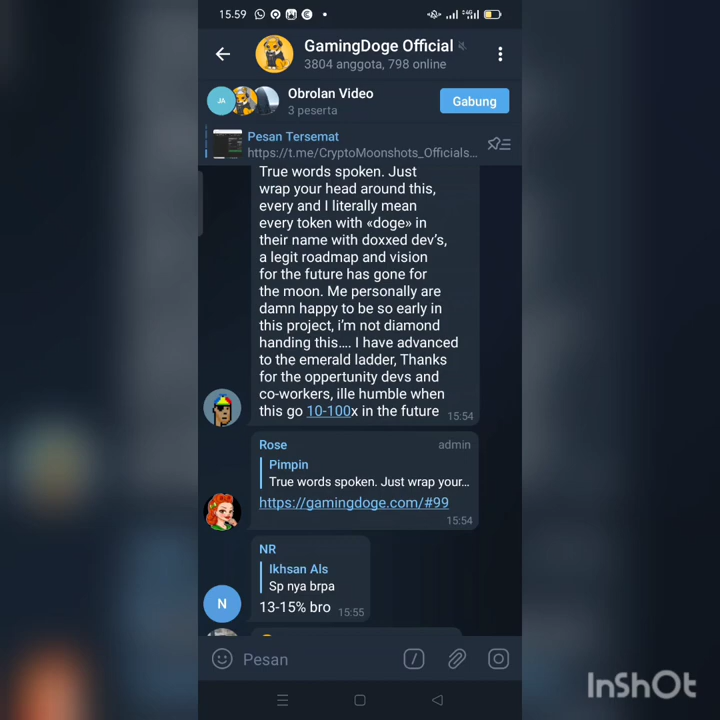 15.59
GamingDoge Official
3804 anggota, 798 online
JA
Obrolan Video
3 peserta
Gabung
Pesan Tersemat
https://t.me/CryptoMoonshots_Officials...
True words spoken. Just
wrap your head around this,
every and I literally mean
every token with «doge» in
their name with doxxed dev's,
a legit roadmap and vision
for the future has gone for
the moon. Me personally are
damn happy to be so early in
this project, i'm not diamond
handing this.... I have advanced
to the emerald ladder, Thanks
for the oppertunity devs and
co-workers, ille humble when
this go 10-100x in the future
15:54
Rose admin
Pimpin
True words spoken. Just wrap your...
https://gamingdoge.com/#99
15:54
NR
Ikhsan Als
Sp nya brpa
N
13-15% bro 15:55
Pesan
InShOt